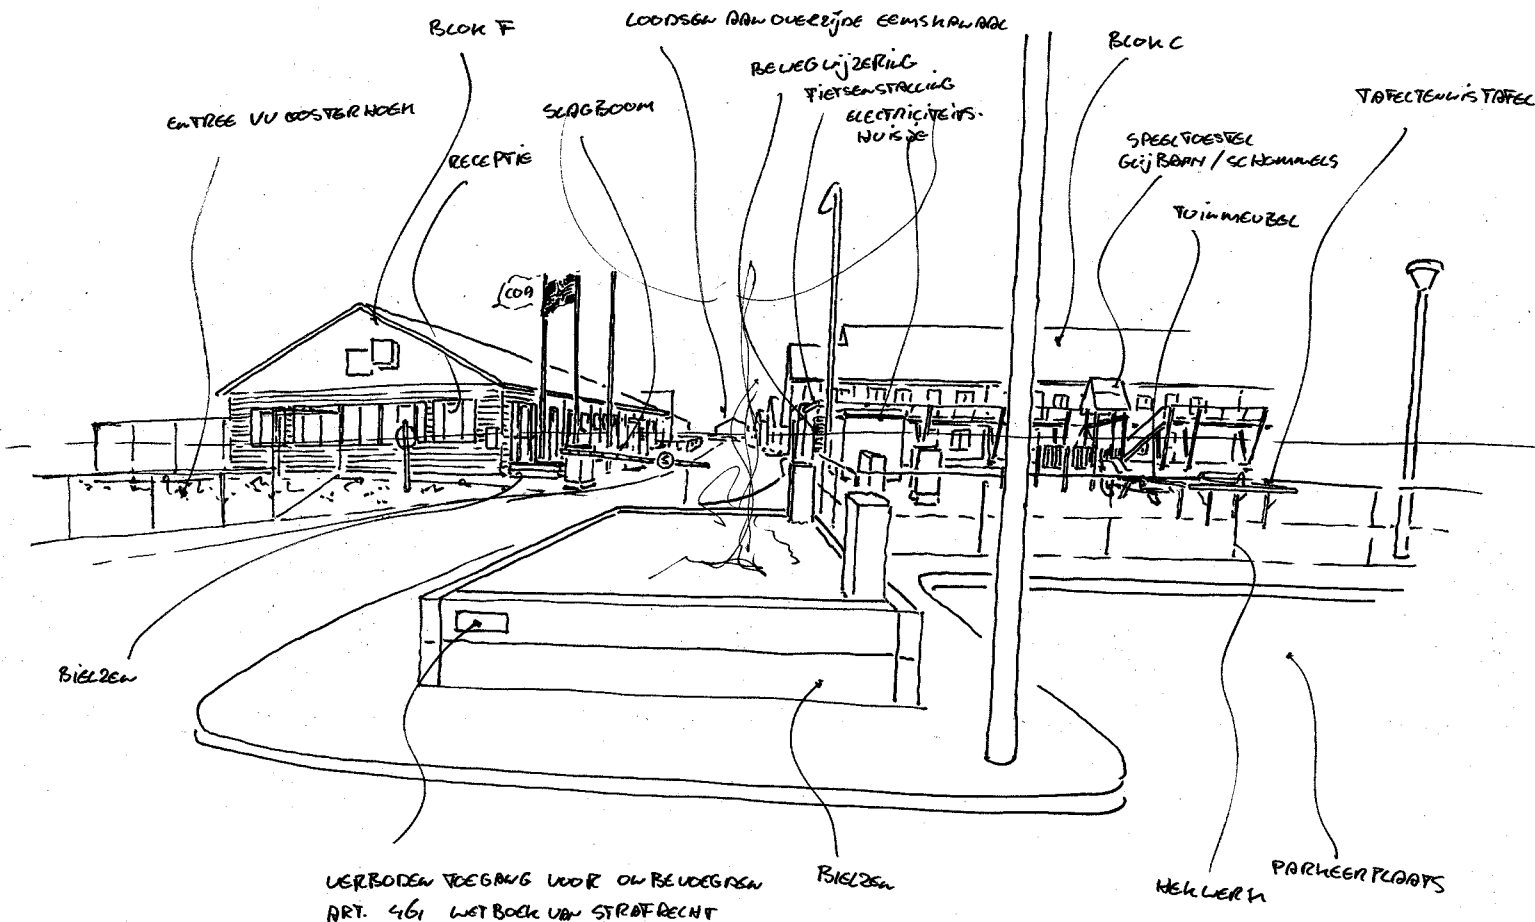 BLOK F
LOODSEN AAN OVERZIJDE EEMSKANAAL
BLOK C
BEWEGWIJZERING
FIETSENSTALLING
ELECTRICITEITS-
HUISJE
TAFELTENNISTAFEL
ENTREE VV OOSTERHOEK
SLAGBOOM
RECEPTIE
SPEELTOESTEL
GLIJBAAN / SCHOMMELS
TUINMEUBEL
COA
BIELZEN
VERBODEN TOEGANG VOOR ONBEVOEGDEN
ART. 461 WETBOEK VAN STRAFRECHT
BIELZEN
HEKWERK
PARKEERPLAATS